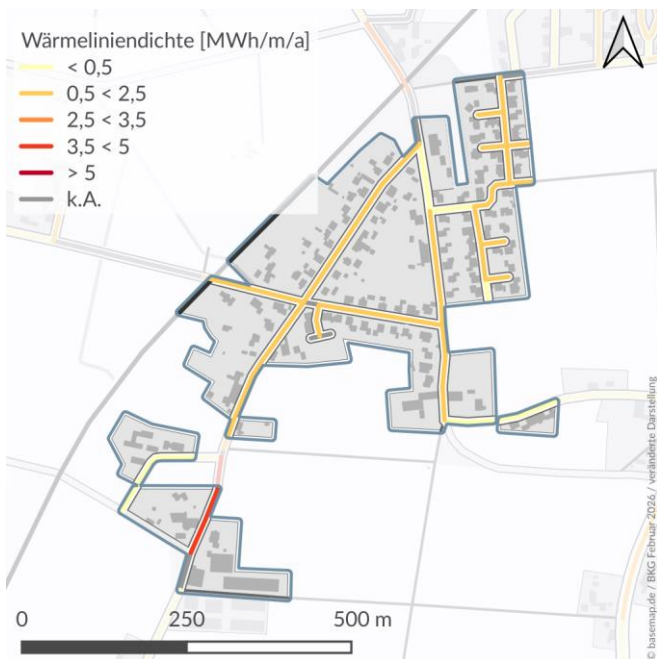 Wärmeliniendichte [MWh/m/a]
< 0,5
0,5 < 2,5
2,5 < 3,5
3,5 < 5
> 5
k.A.
0 250 500 m
© basemap.de / BKG Februar 2026 / veränderte Darstellung